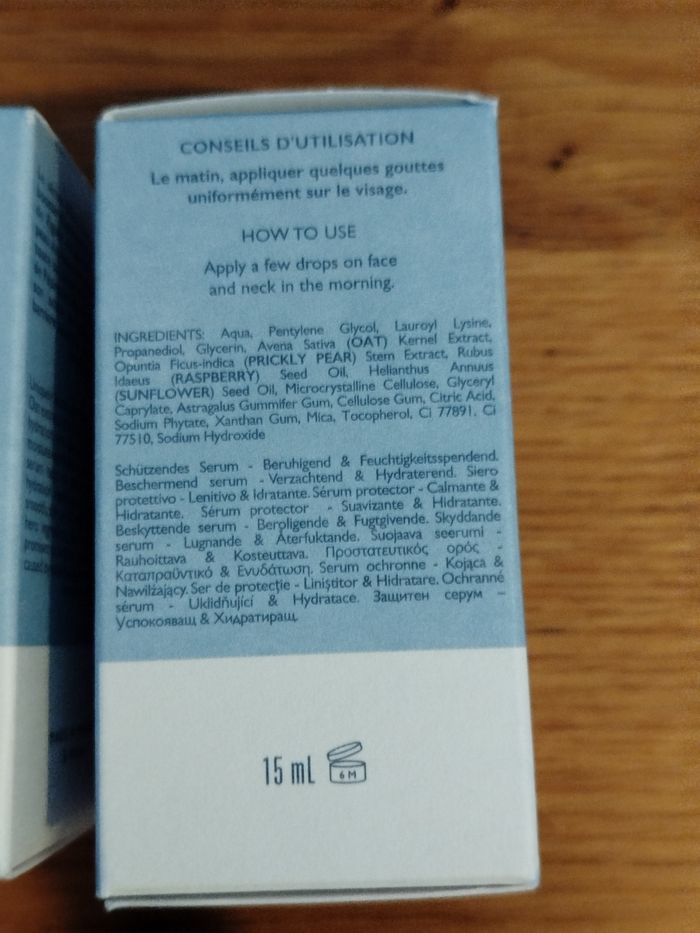 CONSEILS D'UTILISATION
Le matin, appliquer quelques gouttes
uniformément sur le visage.
HOW TO USE
Apply a few drops on face
and neck in the morning.
INGREDIENTS: Aqua, Pentylene Glycol, Lauroyl Lysine,
Propanediol, Glycerin, Avena Sativa (OAT) Kernel Extract,
Opuntia Ficus-indica (PRICKLY PEAR) Stem Extract, Rubus
Idaeus (RASPBERRY) Seed Oil, Helianthus Annuus
(SUNFLOWER) Seed Oil, Microcrystalline Cellulose, Glyceryl
Caprylate, Astragalus Gummifer Gum, Cellulose Gum, Citric Acid,
Sodium Phytate, Xanthan Gum, Mica, Tocopherol, CI 77891, CI
77510, Sodium Hydroxide
Schützendes Serum - Beruhigend & Feuchtigkeitsspendend.
Beschermend serum - Verzachtend & Hydraterend. Siero
protettivo - Lenitivo & Idratante. Sérum protector - Calmante &
Hidratante. Sérum protector - Suavizante & Hidratante.
Beskyttende serum - Berpligende & Fugtgivende. Skyddande
serum - Lugnande & Återfuktande. Suojaava seerumi -
Rauhoittava & Kosteuttava. Προστατευτικός ορός -
Καταπραϋντικό & Ενυδάτωση. Serum ochronne - Kojąca &
Nawilżający. Ser de protecție - Liniștitor & Hidratare. Ochranné
sérum - Uklidňující & Hydratace. Защитен серум –
Успокояващ & Хидратиращ.
15 mL
6 M